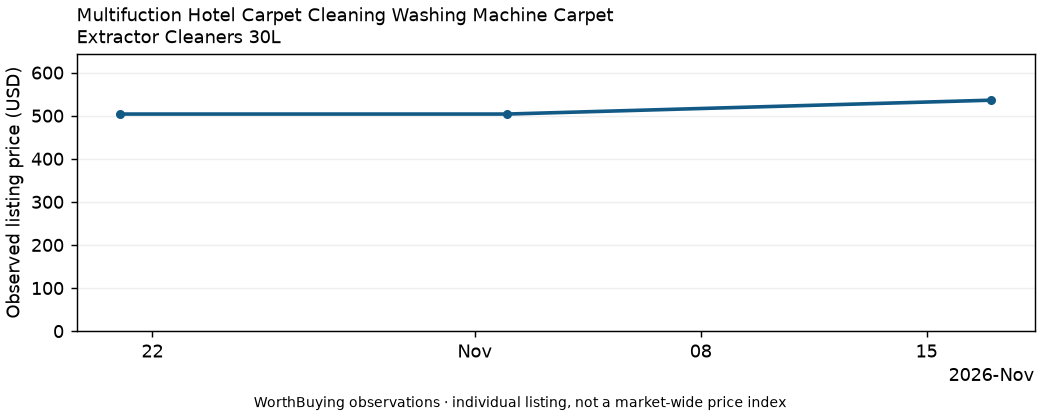 Multifuction Hotel Carpet Cleaning Washing Machine Carpet
Extractor Cleaners 30L
Observed listing price (USD)
600
500
400
300
200
100
0
22
Nov
08
15
2026-Nov
WorthBuying observations · individual listing, not a market-wide price index